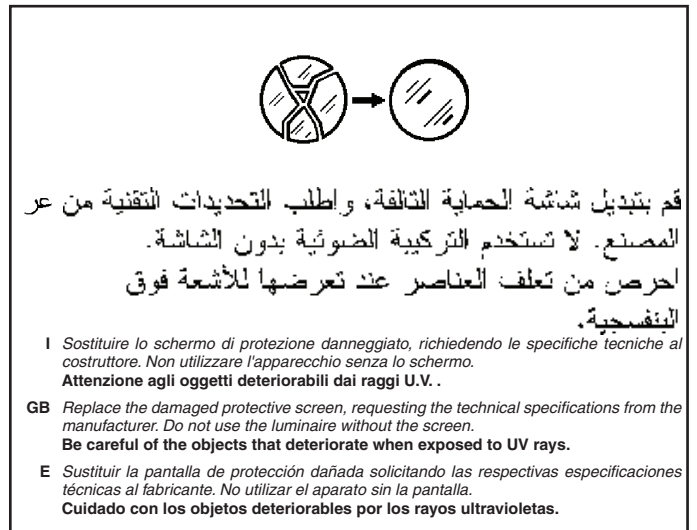 قم بتبديل شاشة الحماية التالفة، واطلب التحديدات التقنية من عر
المصنع. لا تستخدم التركيبة الضوئية بدون الشاشة.
احرص من تعلف العناصر عند تعرضها للأشعة فوق
البنفسجية.
I Sostituire lo schermo di protezione danneggiato, richiedendo le specifiche tecniche al
costruttore. Non utilizzare l'apparecchio senza lo schermo.
Attenzione agli oggetti deteriorabili dai raggi U.V. .
GB Replace the damaged protective screen, requesting the technical specifications from the
manufacturer. Do not use the luminaire without the screen.
Be careful of the objects that deteriorate when exposed to UV rays.
E Sustituir la pantalla de protección dañada solicitando las respectivas especificaciones
técnicas al fabricante. No utilizar el aparato sin la pantalla.
Cuidado con los objetos deteriorables por los rayos ultravioletas.